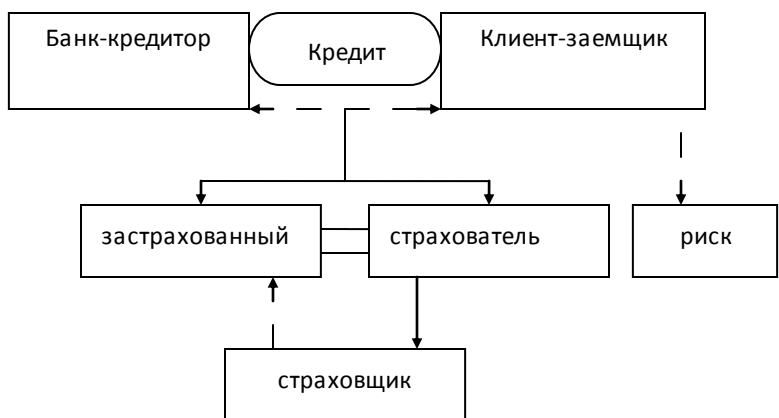 Банк-кредитор
Кредит
Клиент-заемщик
застрахованный
страхователь
риск
страховщик